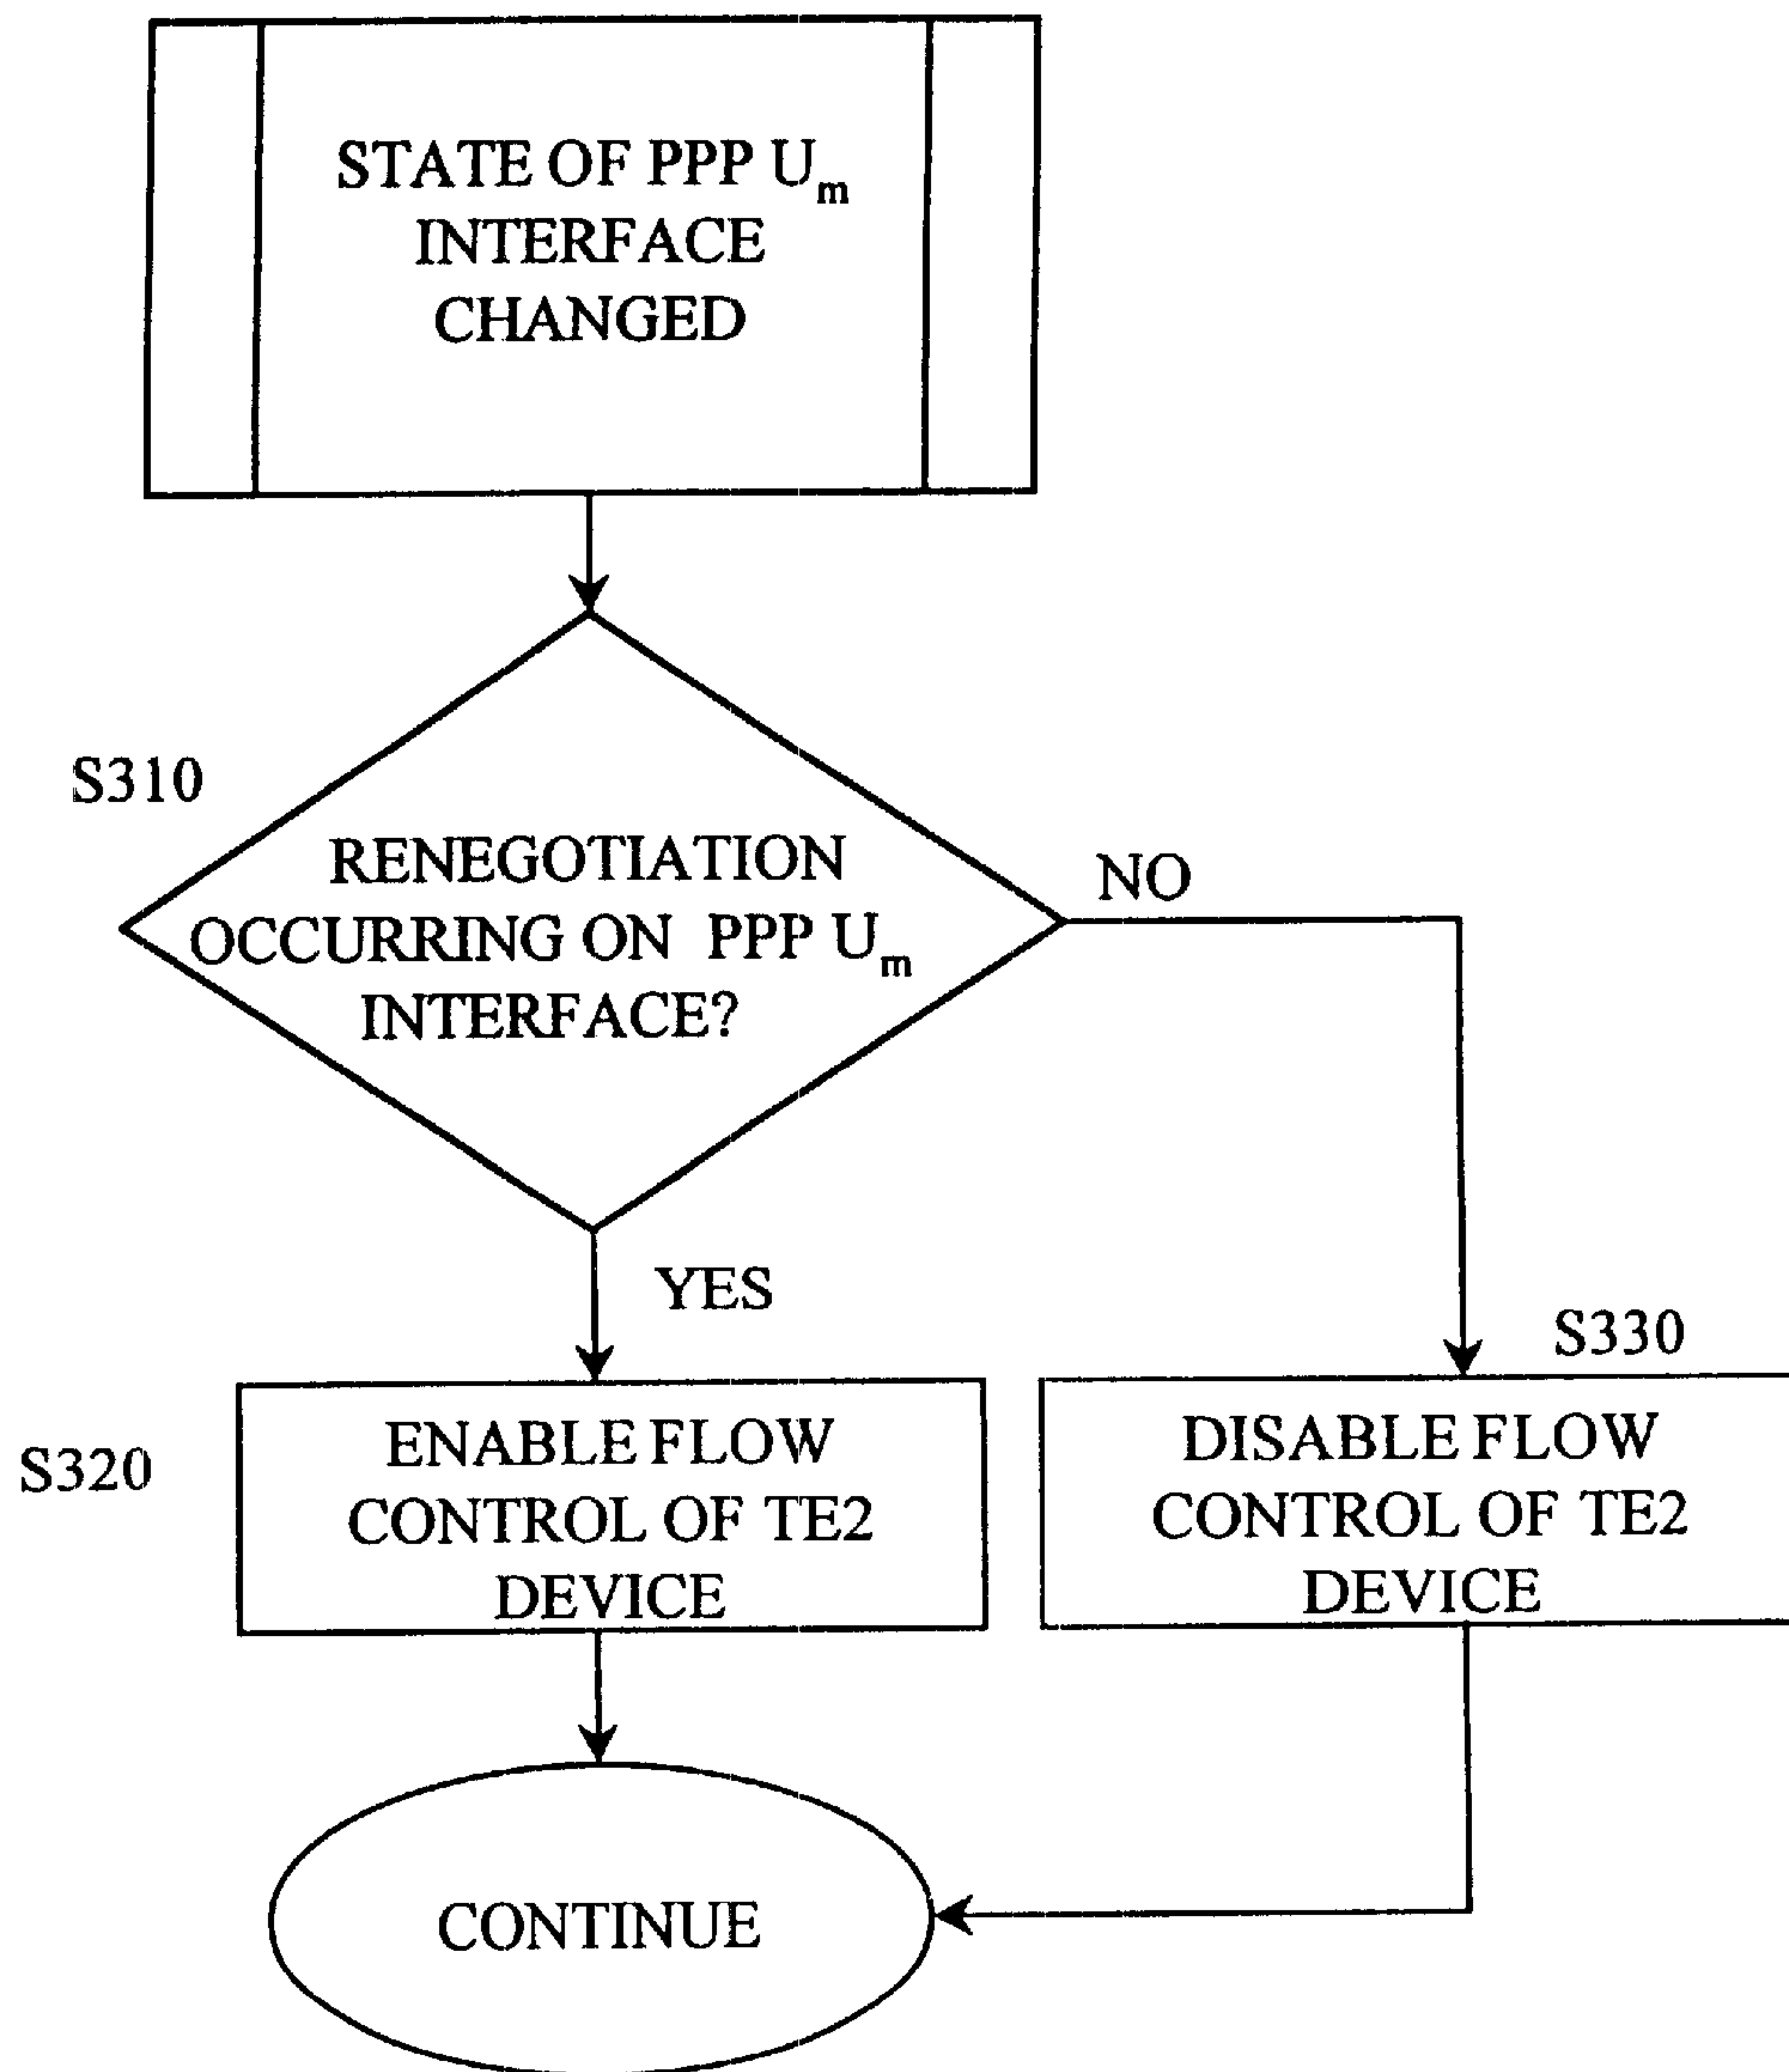 STATE OF PPP Um
INTERFACE
CHANGED
S310
RENEGOTIATION
OCCURRING ON PPP Um
INTERFACE?
NO
YES
S330
S320
ENABLE FLOW
CONTROL OF TE2
DEVICE
DISABLE FLOW
CONTROL OF TE2
DEVICE
CONTINUE